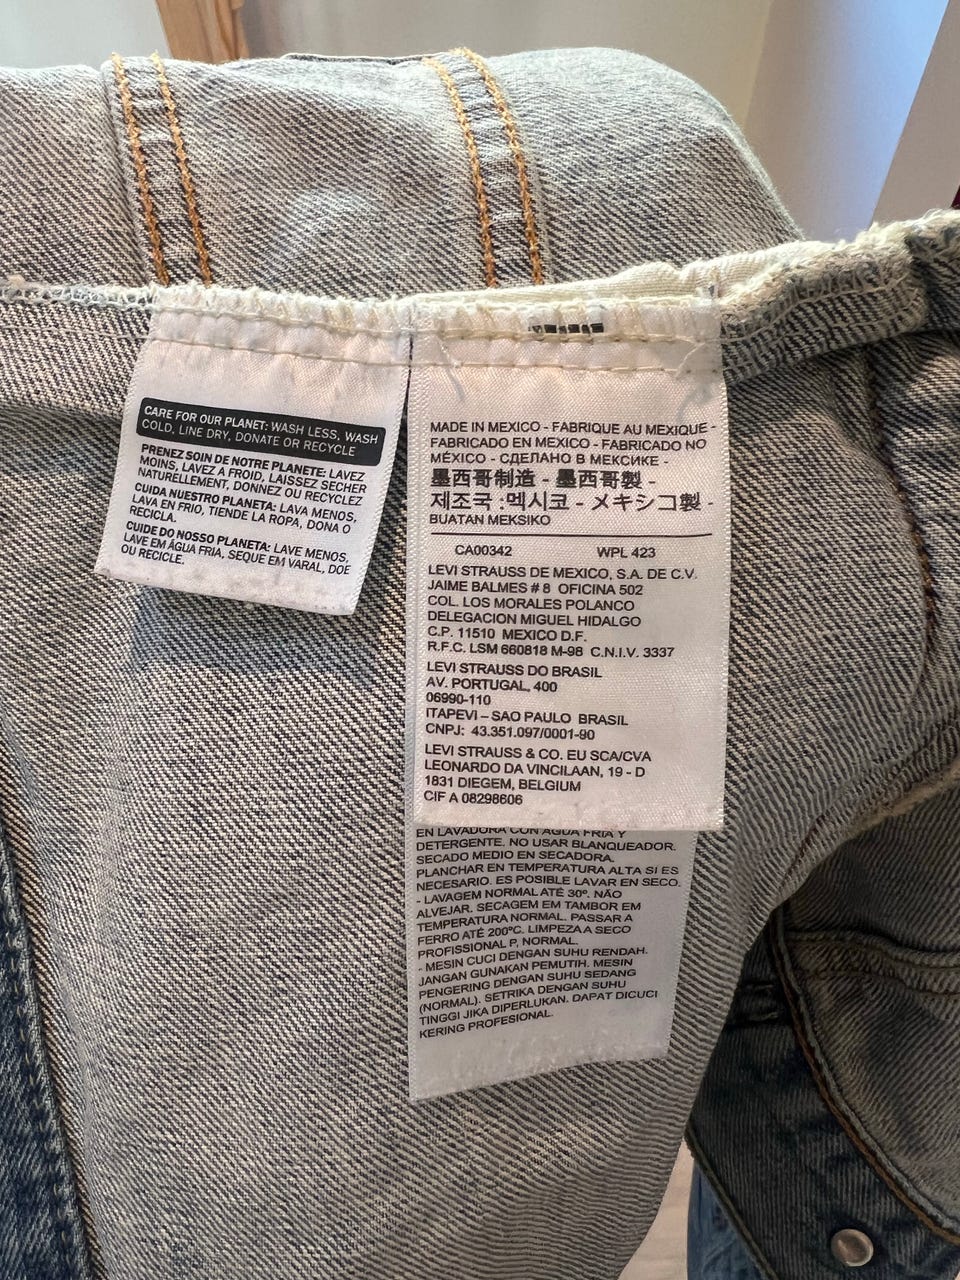 CARE FOR OUR PLANET: WASH LESS, WASH
COLD, LINE DRY, DONATE OR RECYCLE
PRENEZ SOIN DE NOTRE PLANETE: LAVEZ
MOINS, LAVEZ A FROID, LAISSEZ SECHER
NATURELLEMENT, DONNEZ OU RECYCLEZ
CUIDA NUESTRO PLANETA: LAVA MENOS,
LAVA EN FRIO, TIENDE LA ROPA, DONA O
RECICLA.
CUIDE DO NOSSO PLANETA: LAVE MENOS,
LAVE EM ÁGUA FRIA, SEQUE EM VARAL, DOE
OU RECICLE.
MADE IN MEXICO - FABRIQUE AU MEXIQUE -
FABRICADO EN MEXICO - FABRICADO NO
MÉXICO - СДЕЛАНО В МЕКСИКЕ -
墨西哥制造 - 墨西哥製 -
제조국 :멕시코 - メキシコ製 -
BUATAN MEKSIKO
CA00342 WPL 423
LEVI STRAUSS DE MEXICO, S.A. DE C.V.
JAIME BALMES # 8 OFICINA 502
COL. LOS MORALES POLANCO
DELEGACION MIGUEL HIDALGO
C.P. 11510 MEXICO D.F.
R.F.C. LSM 660818 M-98 C.N.I.V. 3337
LEVI STRAUSS DO BRASIL
AV. PORTUGAL, 400
06990-110
ITAPEVI – SAO PAULO BRASIL
CNPJ: 43.351.097/0001-90
LEVI STRAUSS & CO. EU SCA/CVA
LEONARDO DA VINCILAAN, 19 - D
1831 DIEGEM, BELGIUM
CIF A 08298606
EN LAVADORA CON AGUA FRIA Y
DETERGENTE. NO USAR BLANQUEADOR.
SECADO MEDIO EN SECADORA.
PLANCHAR EN TEMPERATURA ALTA SI ES
NECESARIO. ES POSIBLE LAVAR EN SECO.
- LAVAGEM NORMAL ATÉ 30º. NÃO
ALVEJAR. SECAGEM EM TAMBOR EM
TEMPERATURA NORMAL. PASSAR A
FERRO ATÉ 200ºC. LIMPEZA A SECO
PROFISSIONAL P, NORMAL.
- MESIN CUCI DENGAN SUHU RENDAH.
JANGAN GUNAKAN PEMUTIH. MESIN
PENGERING DENGAN SUHU SEDANG
(NORMAL). SETRIKA DENGAN SUHU
TINGGI JIKA DIPERLUKAN. DAPAT DICUCI
KERING PROFESIONAL.